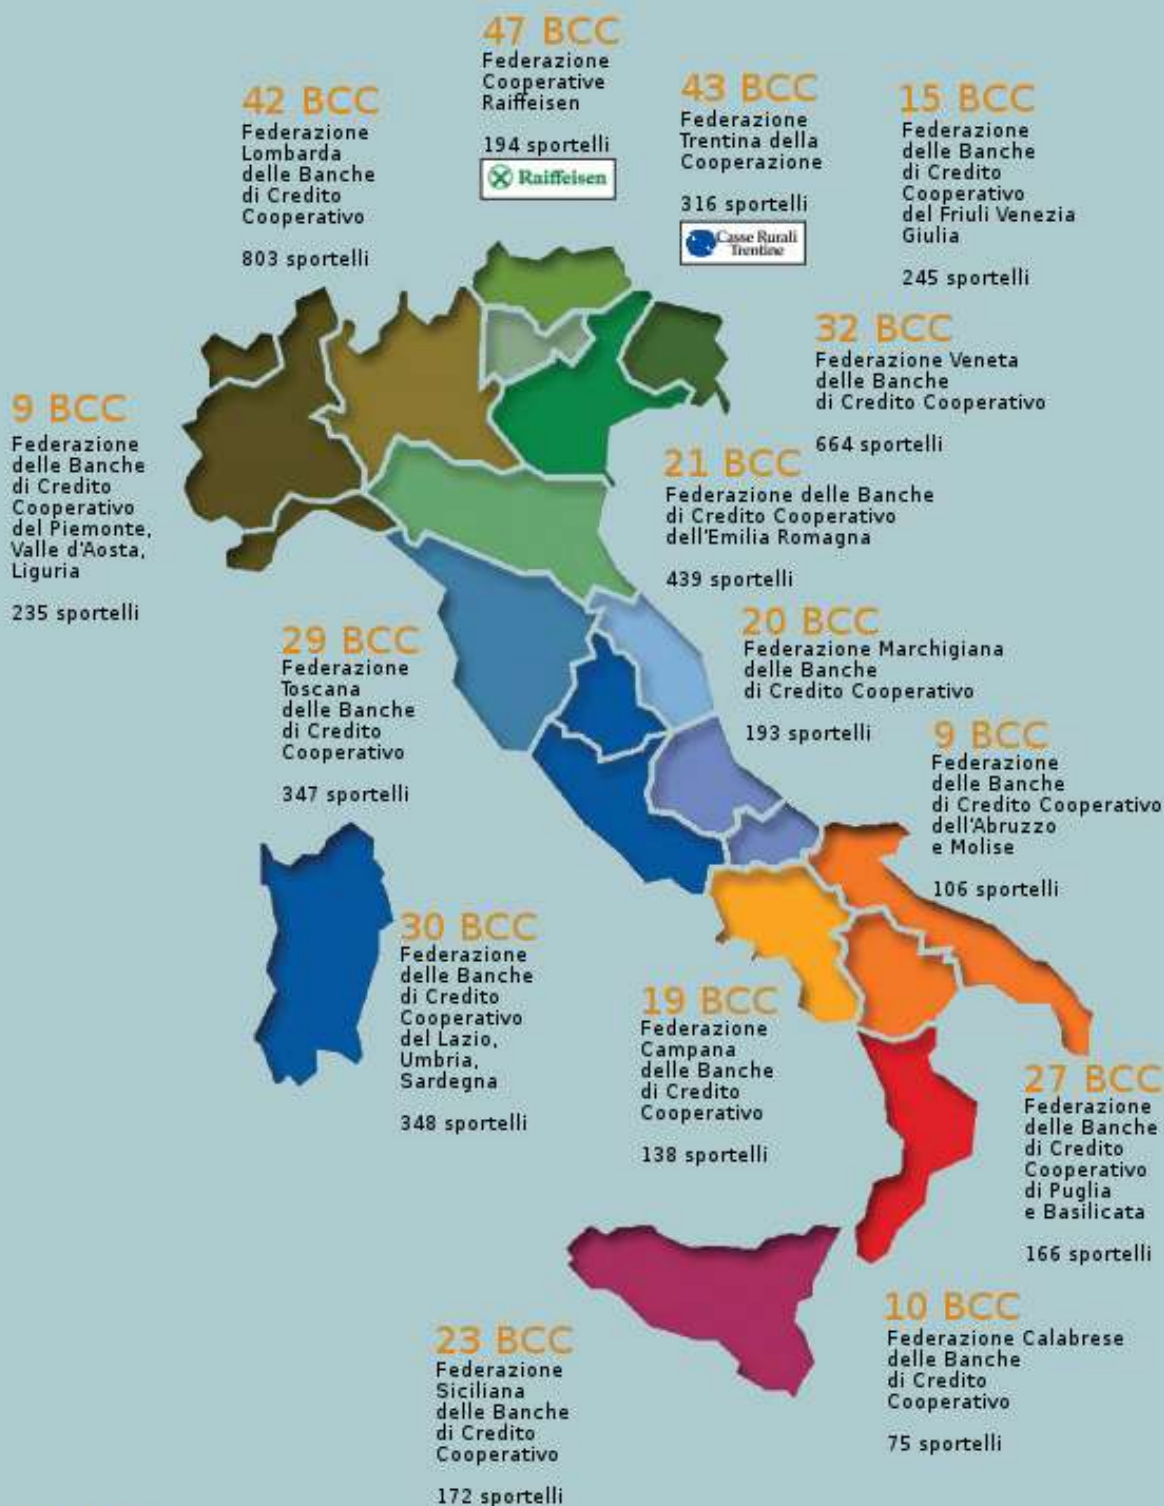 47 BCC
Federazione
Cooperative
Raiffeisen
194 sportelli
Raiffeisen
42 BCC
Federazione
Lombarda
delle Banche
di Credito
Cooperativo
803 sportelli
43 BCC
Federazione
Trentina della
Cooperazione
316 sportelli
Casse Rurali
Trentine
15 BCC
Federazione
delle Banche
di Credito
Cooperativo
del Friuli Venezia
Giulia
245 sportelli
32 BCC
Federazione Veneta
delle Banche
di Credito Cooperativo
664 sportelli
9 BCC
Federazione
delle Banche
di Credito
Cooperativo
del Piemonte,
Valle d'Aosta,
Liguria
235 sportelli
21 BCC
Federazione delle Banche
di Credito Cooperativo
dell'Emilia Romagna
439 sportelli
29 BCC
Federazione
Toscana
delle Banche
di Credito
Cooperativo
347 sportelli
20 BCC
Federazione Marchigiana
delle Banche
di Credito Cooperativo
193 sportelli
9 BCC
Federazione
delle Banche
di Credito Cooperativo
dell'Abruzzo
e Molise
106 sportelli
30 BCC
Federazione
delle Banche
di Credito
Cooperativo
del Lazio,
Umbria,
Sardegna
348 sportelli
19 BCC
Federazione
Campana
delle Banche
di Credito
Cooperativo
138 sportelli
27 BCC
Federazione
delle Banche
di Credito
Cooperativo
di Puglia
e Basilicata
166 sportelli
10 BCC
Federazione Calabrese
delle Banche
di Credito
Cooperativo
75 sportelli
23 BCC
Federazione
Siciliana
delle Banche
di Credito
Cooperativo
172 sportelli